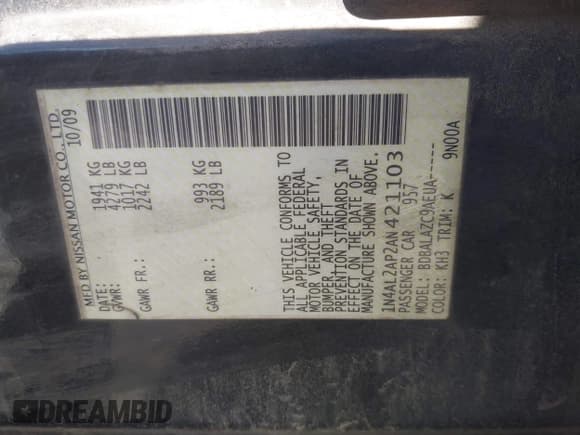 MFD BY NISSAN MOTOR CO., LTD.
DATE: 10/09
GVWR: 1941 KG
4279 LB
GAWR FR: 1017 KG
2242 LB
GAWR RR: 993 KG
2189 LB
THIS VEHICLE CONFORMS TO
ALL APPLICABLE FEDERAL
MOTOR VEHICLE SAFETY,
BUMPER, AND THEFT
PREVENTION STANDARDS IN
EFFECT ON THE DATE OF
MANUFACTURE SHOWN ABOVE.
1N4AL2AP2AN421103
PASSENGER CAR 957
MODEL: BDBALAZC9AEUA-----
COLOR: KH3 TRIM: K 9N00A
DREAMBID